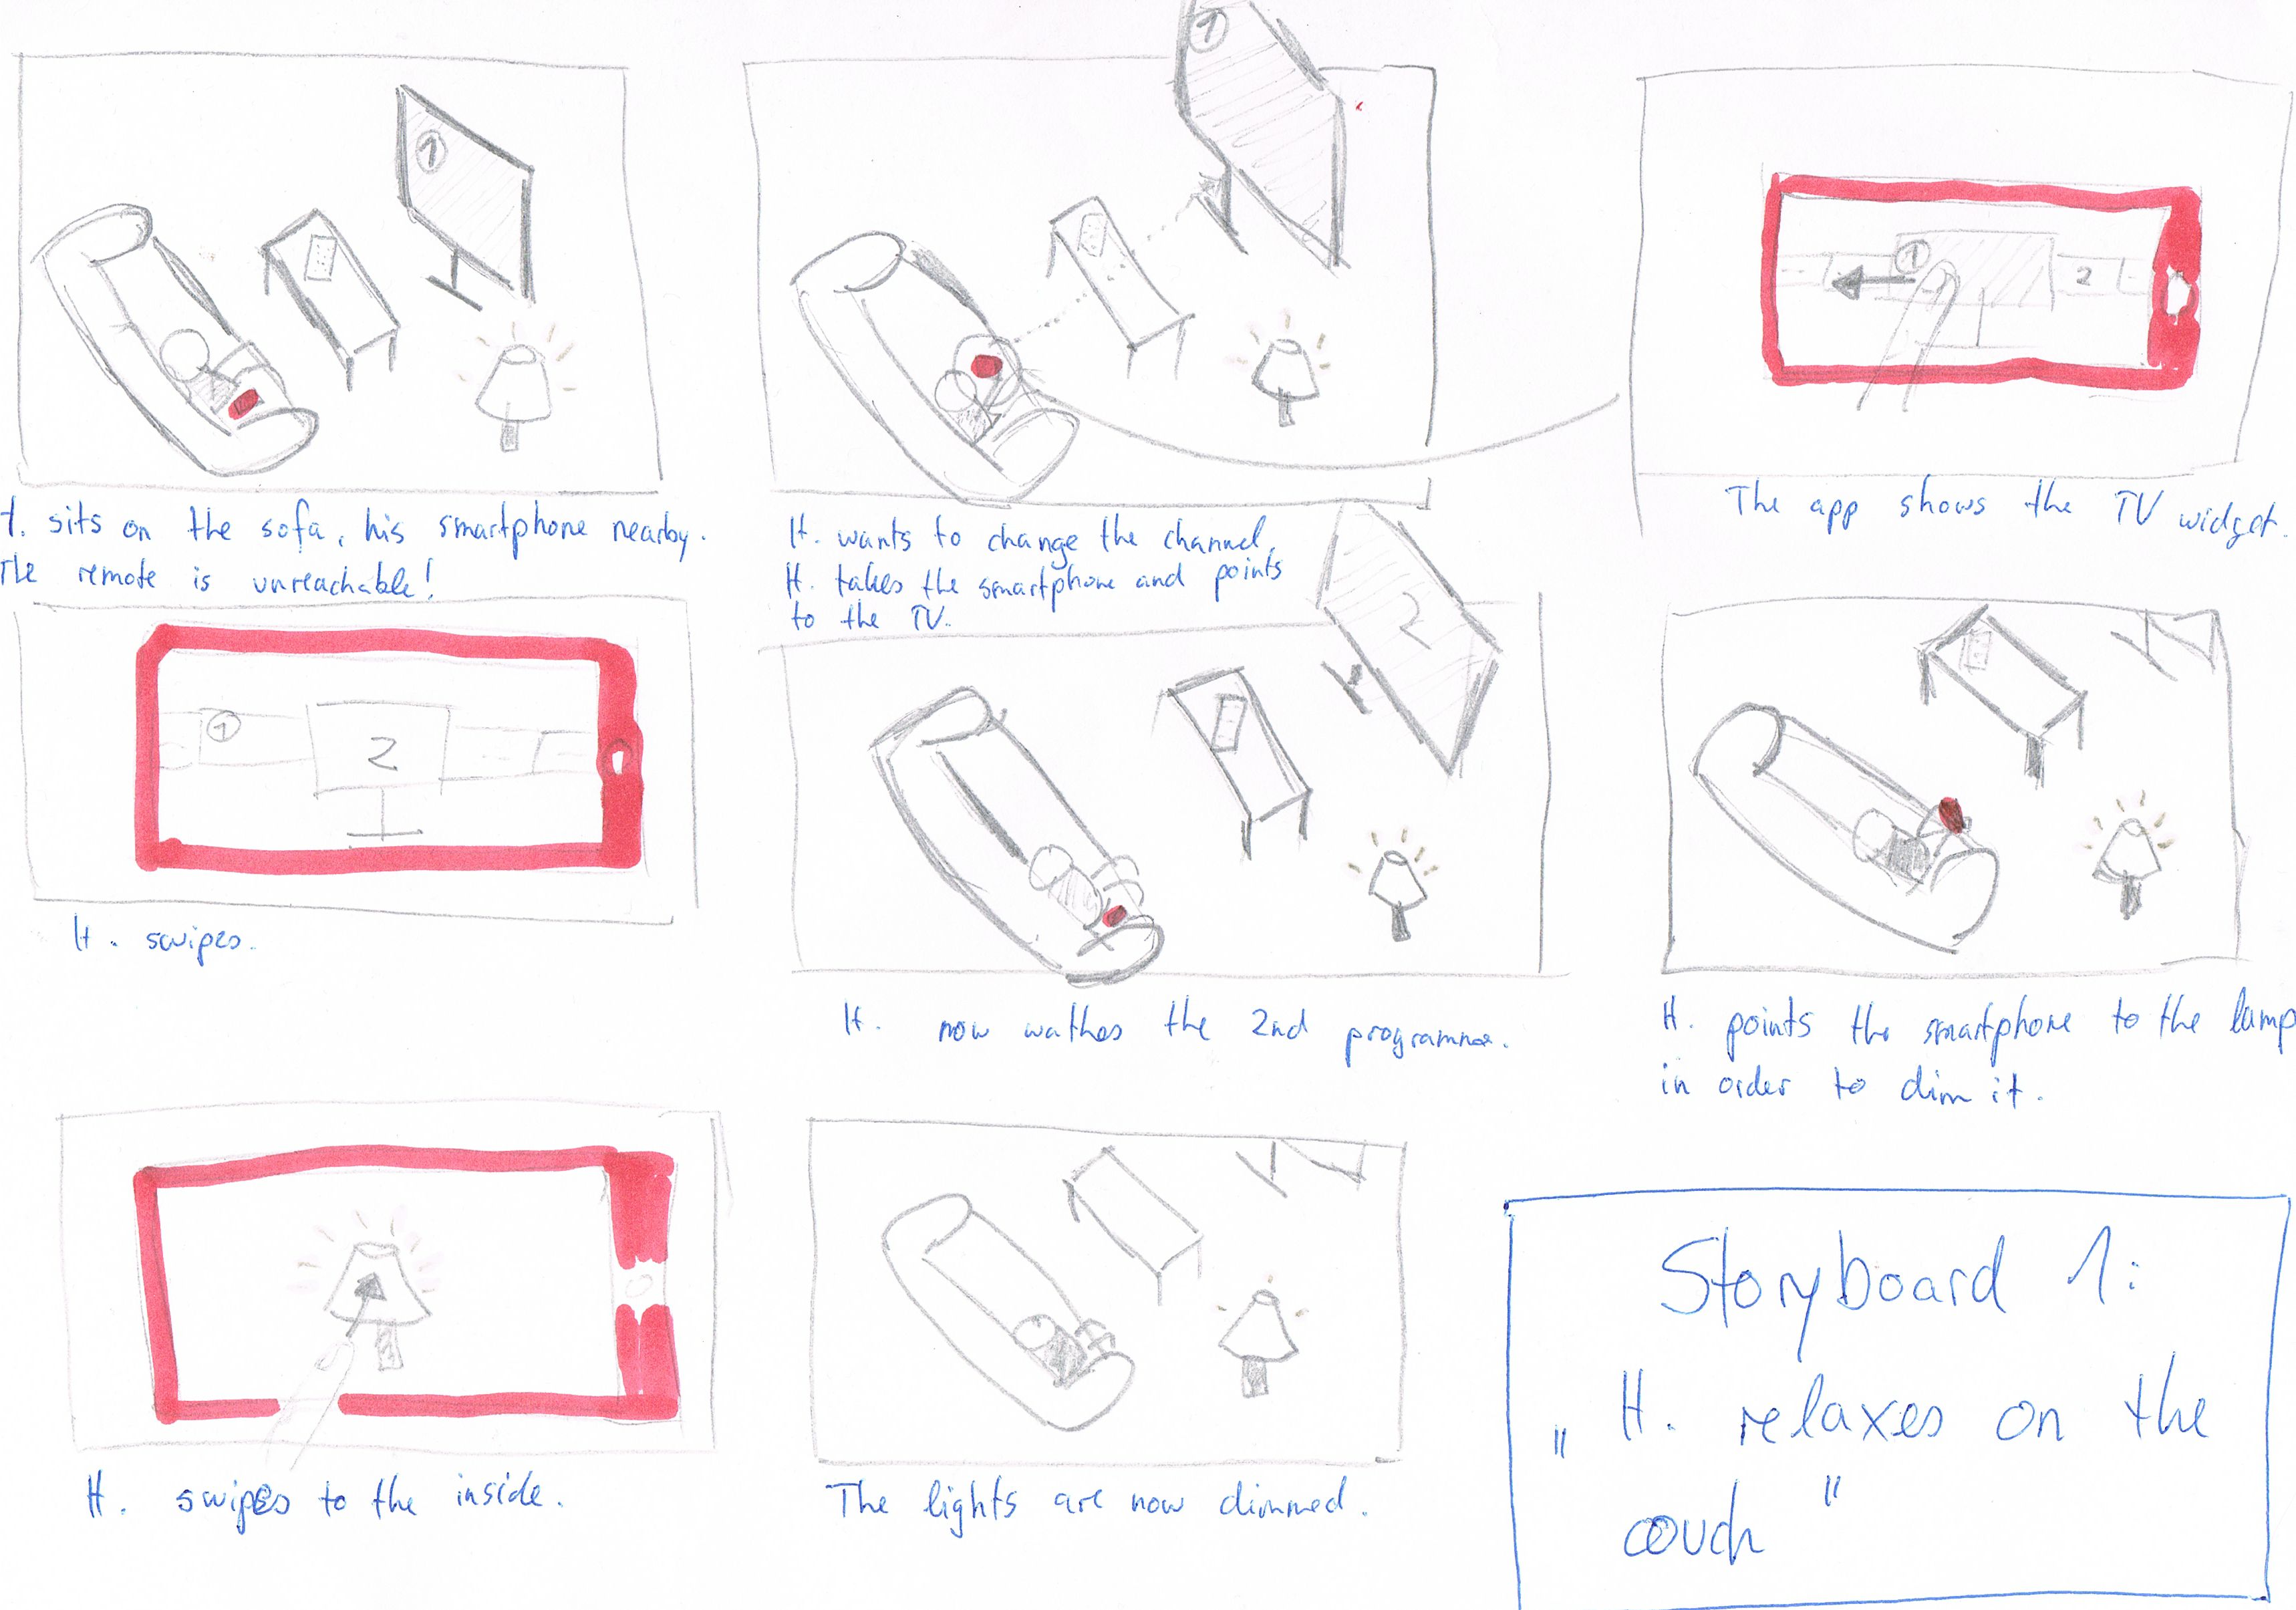 1
H. sits on the sofa, his smartphone nearby.
The remote is unreachable!
1
H. wants to change the channel.
H. takes the smartphone and points
to the TV.
1 2
The app shows the TV widget.
1 2
H. swipes.
2
H. now wathes the 2nd programme.
H. points the smartphone to the lamp
in order to dim it.
H. swipes to the inside.
The lights are now dimmed.
Storyboard 1:
"H. relaxes on the
couch"